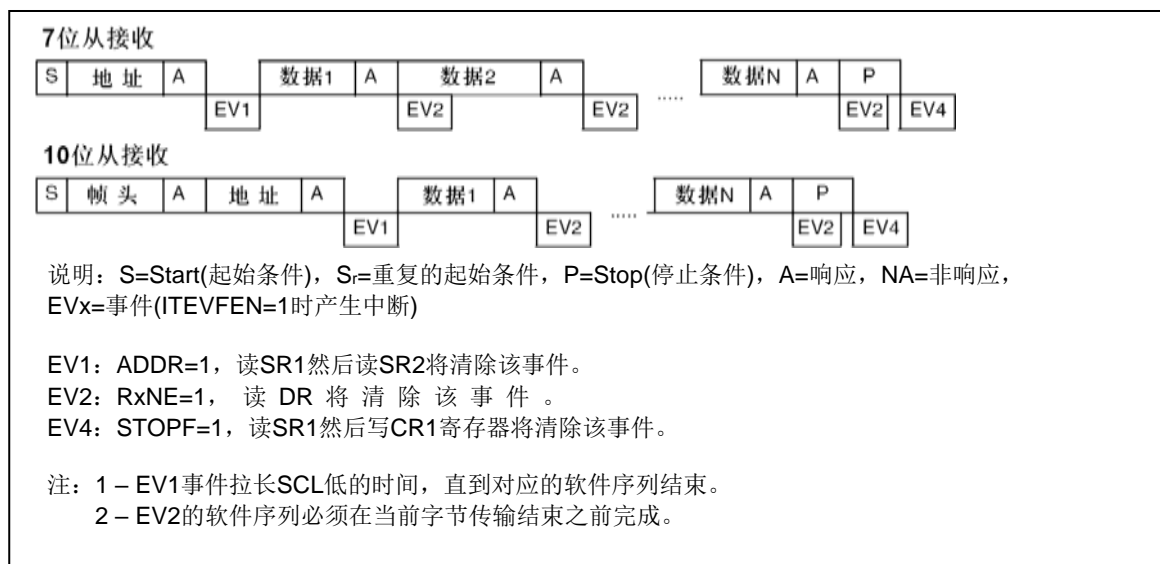 7位从接收
S 地 址 A 数据1 A 数据2 A ..... 数据N A P
EV1 EV2 EV2 EV2 EV4
10位从接收
S 帧 头 A 地 址 A 数据1 A ..... 数据N A P
EV1 EV2 EV2 EV4
说明：S=Start(起始条件)，Sr=重复的起始条件，P=Stop(停止条件)，A=响应，NA=非响应，
EVx=事件(ITEVFEN=1时产生中断)
EV1：ADDR=1，读SR1然后读SR2将清除该事件。
EV2：RxNE=1， 读 DR 将 清 除 该 事 件 。
EV4：STOPF=1，读SR1然后写CR1寄存器将清除该事件。
注：1 – EV1事件拉长SCL低的时间，直到对应的软件序列结束。
2 – EV2的软件序列必须在当前字节传输结束之前完成。